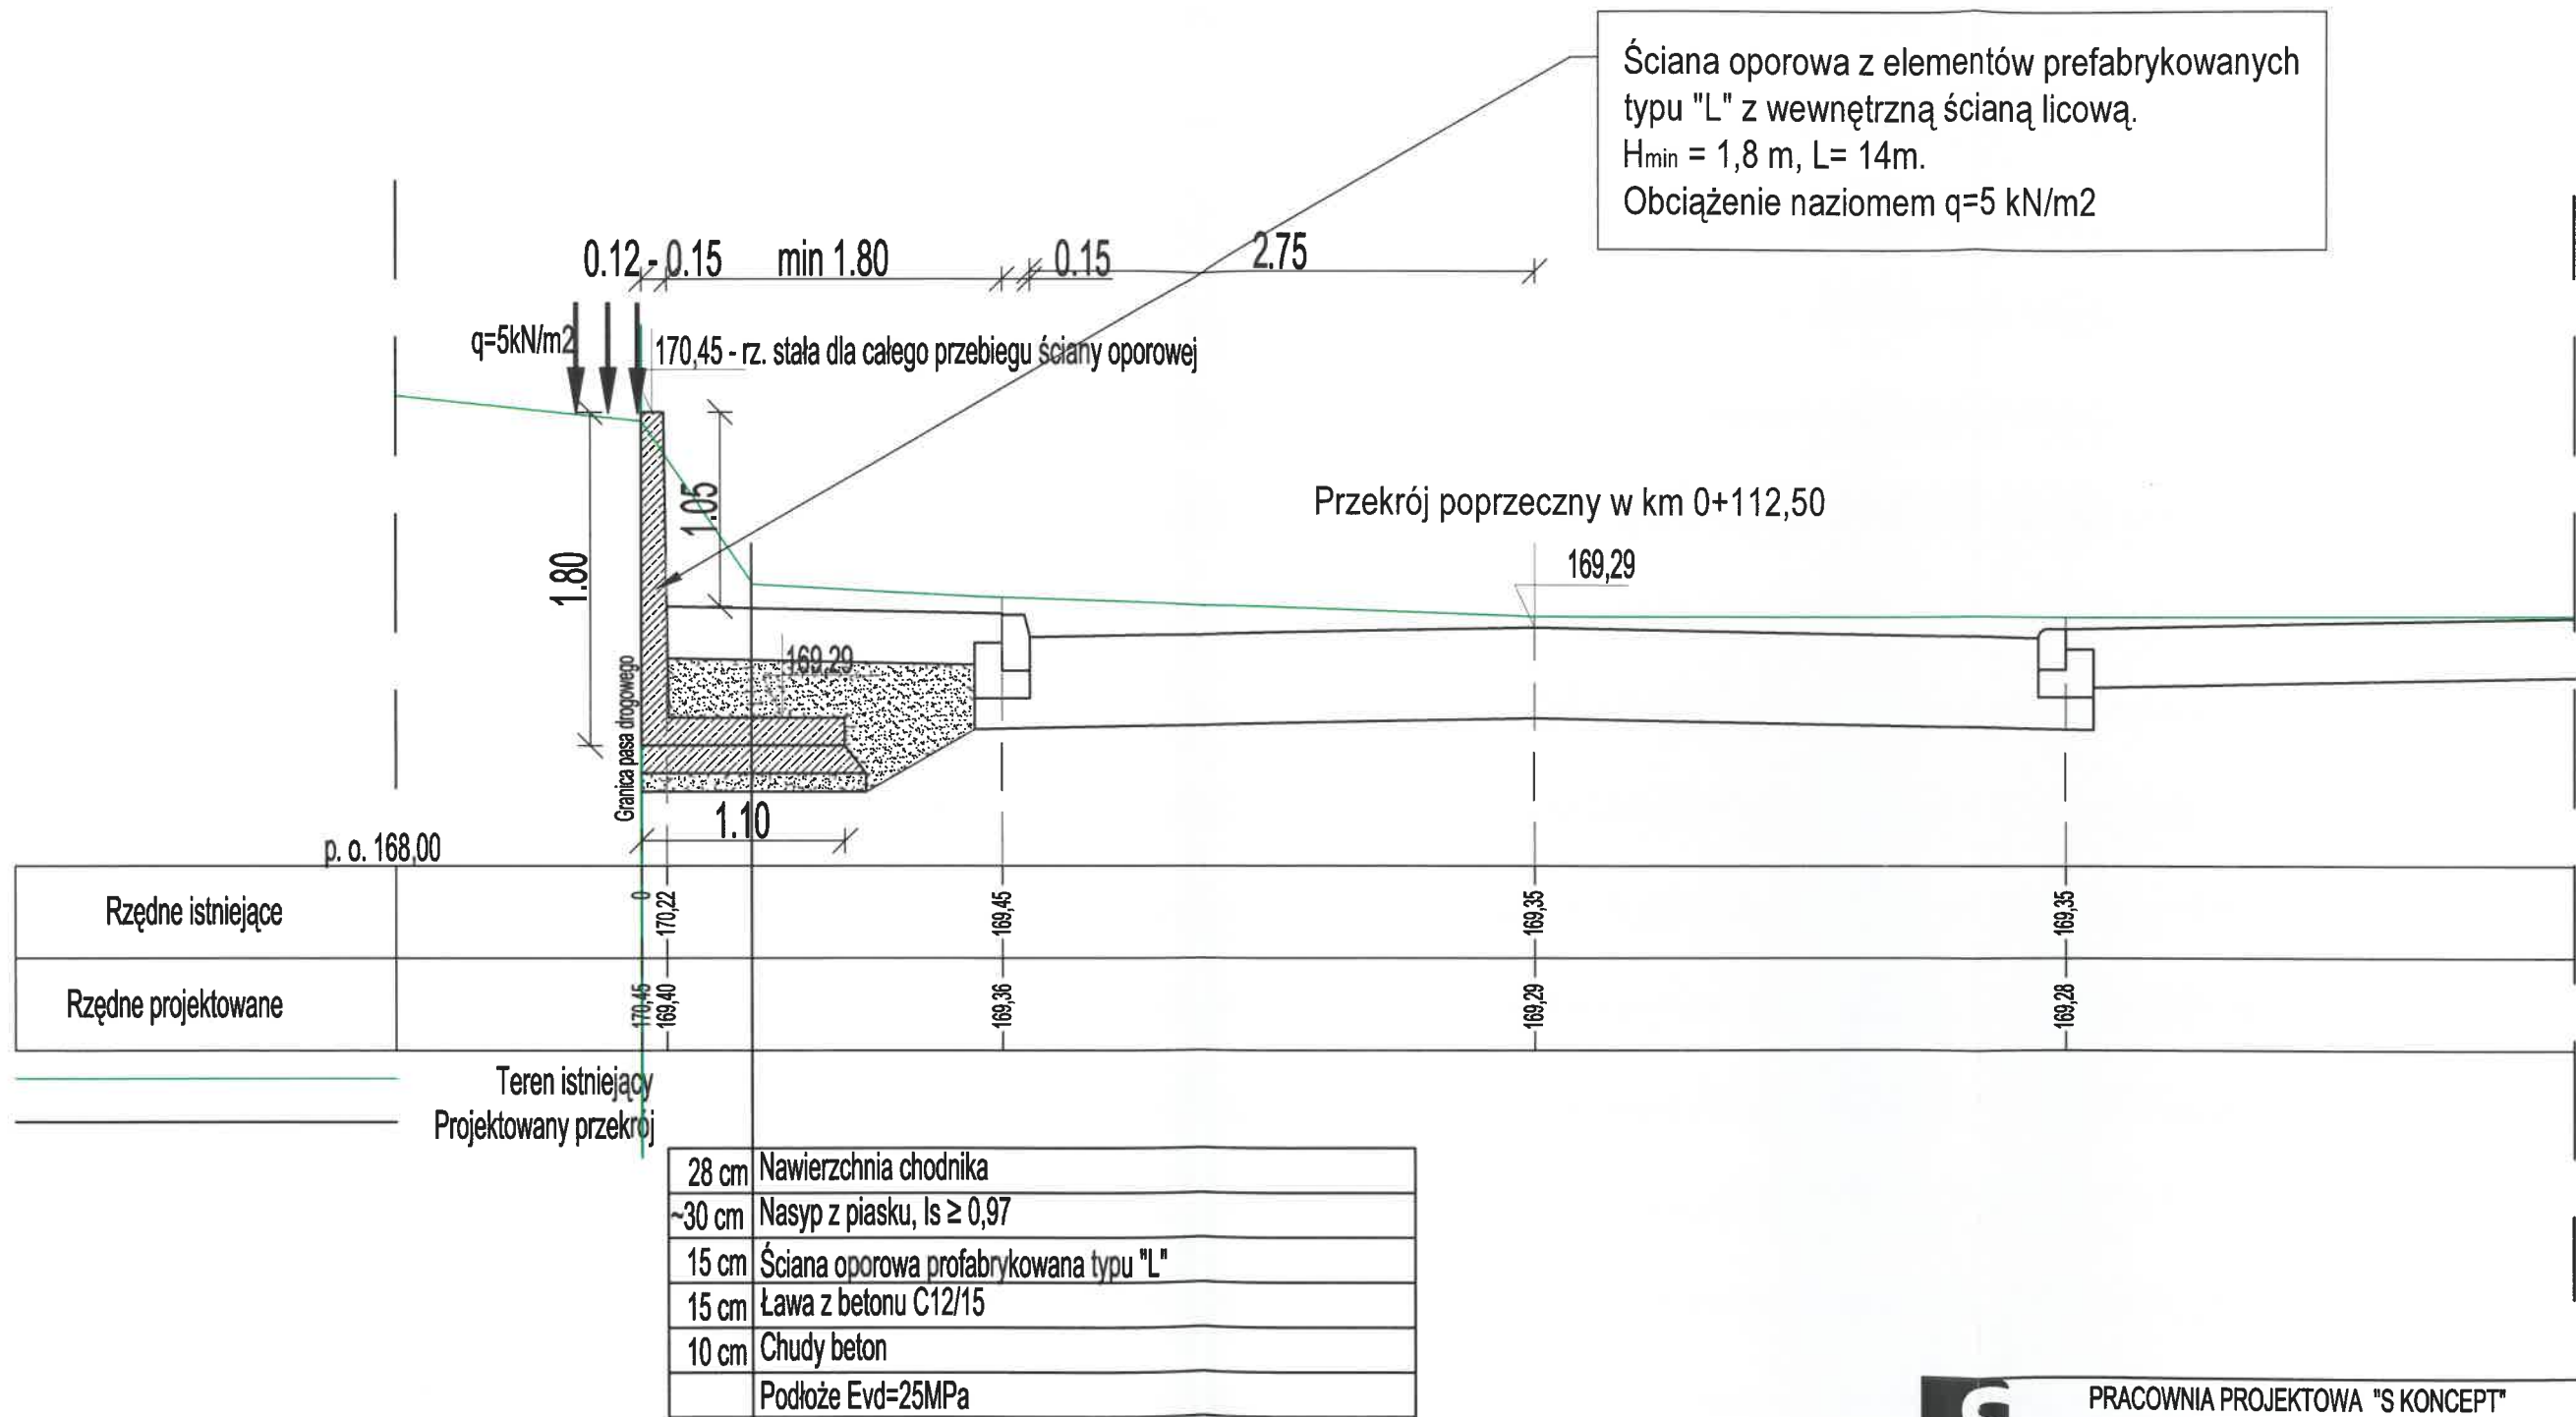 Ściana oporowa z elementów prefabrykowanych
typu "L" z wewnętrzną ścianą licową.
Hmin = 1,8 m, L= 14m.
Obciążenie naziomem q=5 kN/m2
0.12 - 0.15
min 1.80
0.15
2.75
q=5kN/m2
170,45 - rz. stała dla całego przebiegu ściany oporowej
1.05
1.80
Przekrój poprzeczny w km 0+112,50
169,29
169,29
Granica pasa drogowego
1.10
p. o. 168,00
Rzędne istniejące
0
170,22
169,45
169,35
169,35
Rzędne projektowane
170,45
169,40
169,36
169,29
169,28
Teren istniejący
Projektowany przekrój
28 cm Nawierzchnia chodnika
~30 cm Nasyp z piasku, Is ≥ 0,97
15 cm Ściana oporowa profabrykowana typu "L"
15 cm Ława z betonu C12/15
10 cm Chudy beton
Podłoże Evd=25MPa
PRACOWNIA PROJEKTOWA "S KONCEPT"